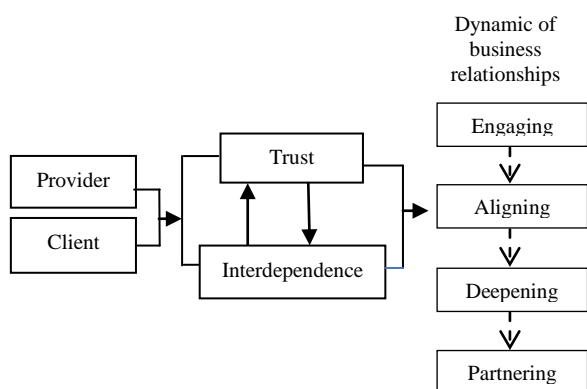 Dynamic of
business
relationships
Engaging
Trust
Provider
Aligning
Client
Interdependence
Deepening
Partnering